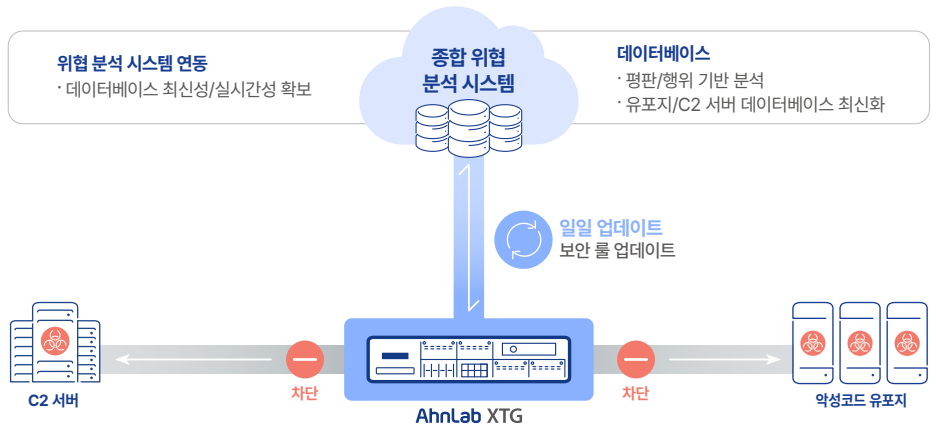 위협 분석 시스템 연동
· 데이터베이스 최신성/실시간성 확보
종합 위협
분석 시스템
데이터베이스
· 평판/행위 기반 분석
· 유포지/C2 서버 데이터베이스 최신화
일일 업데이트
보안 룰 업데이트
C2 서버
차단
AhnLab XTG
차단
악성코드 유포지